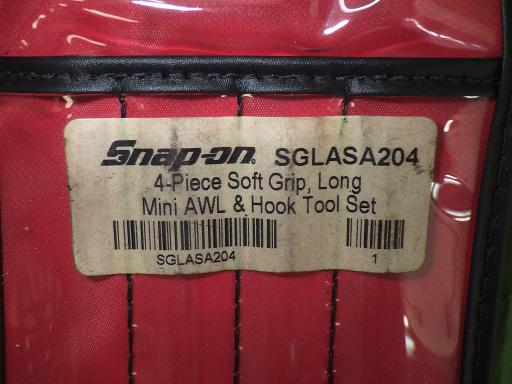 Snap-on. SGLASA204
4-Piece Soft Grip, Long
Mini AWL & Hook Tool Set
SGLASA204 1